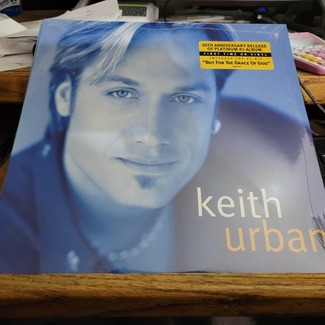 20TH ANNIVERSARY RELEASE
OF PLATINUM #1 ALBUM
FIRST TIME ON VINYL
INCLUDES THE #1 HIT
"BUT FOR THE GRACE OF GOD"
keith
urban